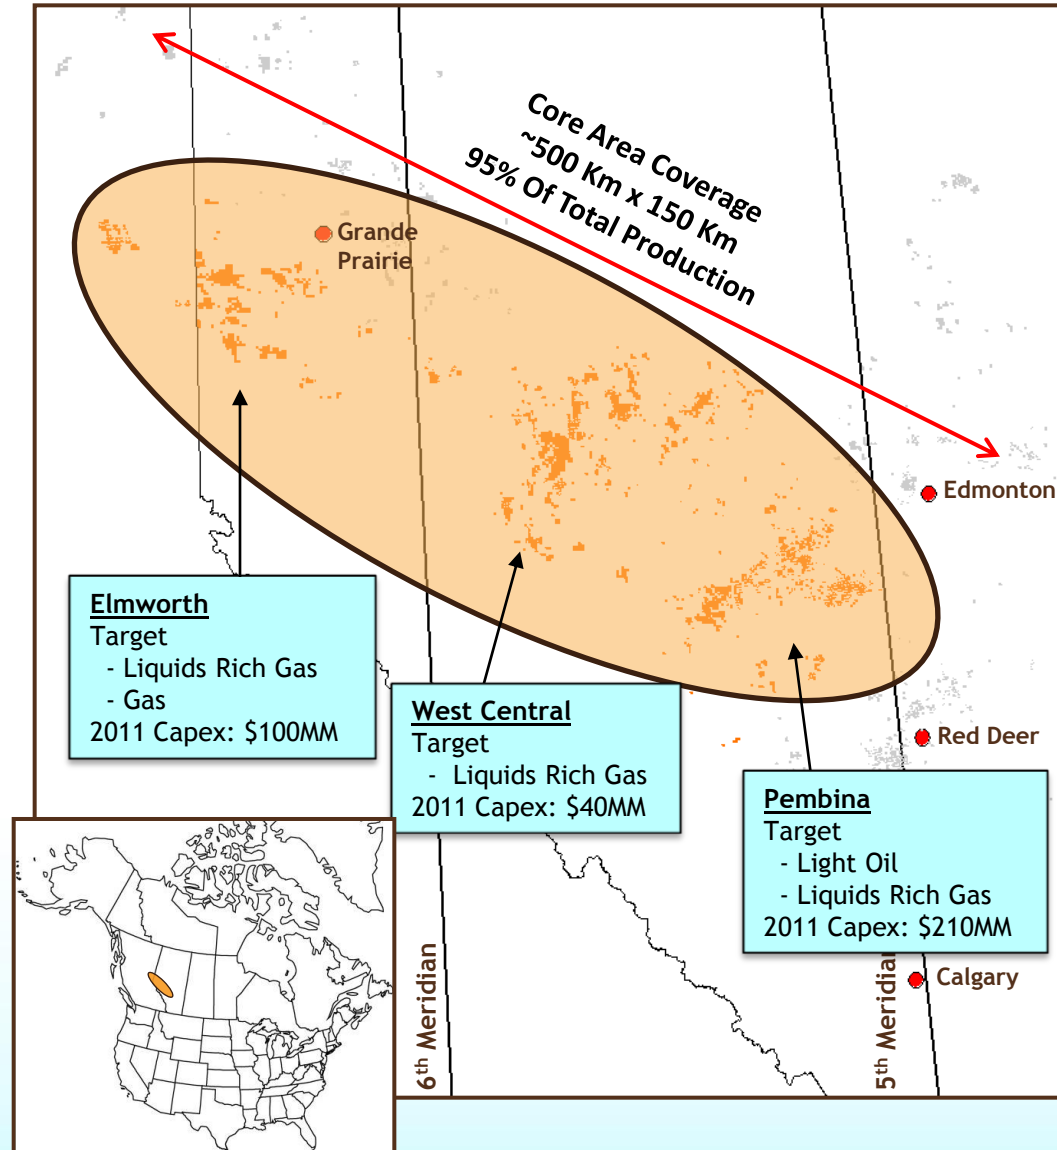 Core Area Coverage
~500 Km x 150 Km
95% Of Total Production
Grande
Prairie
Edmonton
Elmworth
Target
- Liquids Rich Gas
- Gas
2011 Capex: $100MM
West Central
Target
- Liquids Rich Gas
2011 Capex: $40MM
Red Deer
Pembina
Target
- Light Oil
- Liquids Rich Gas
2011 Capex: $210MM
Calgary
6th Meridian
5th Meridian